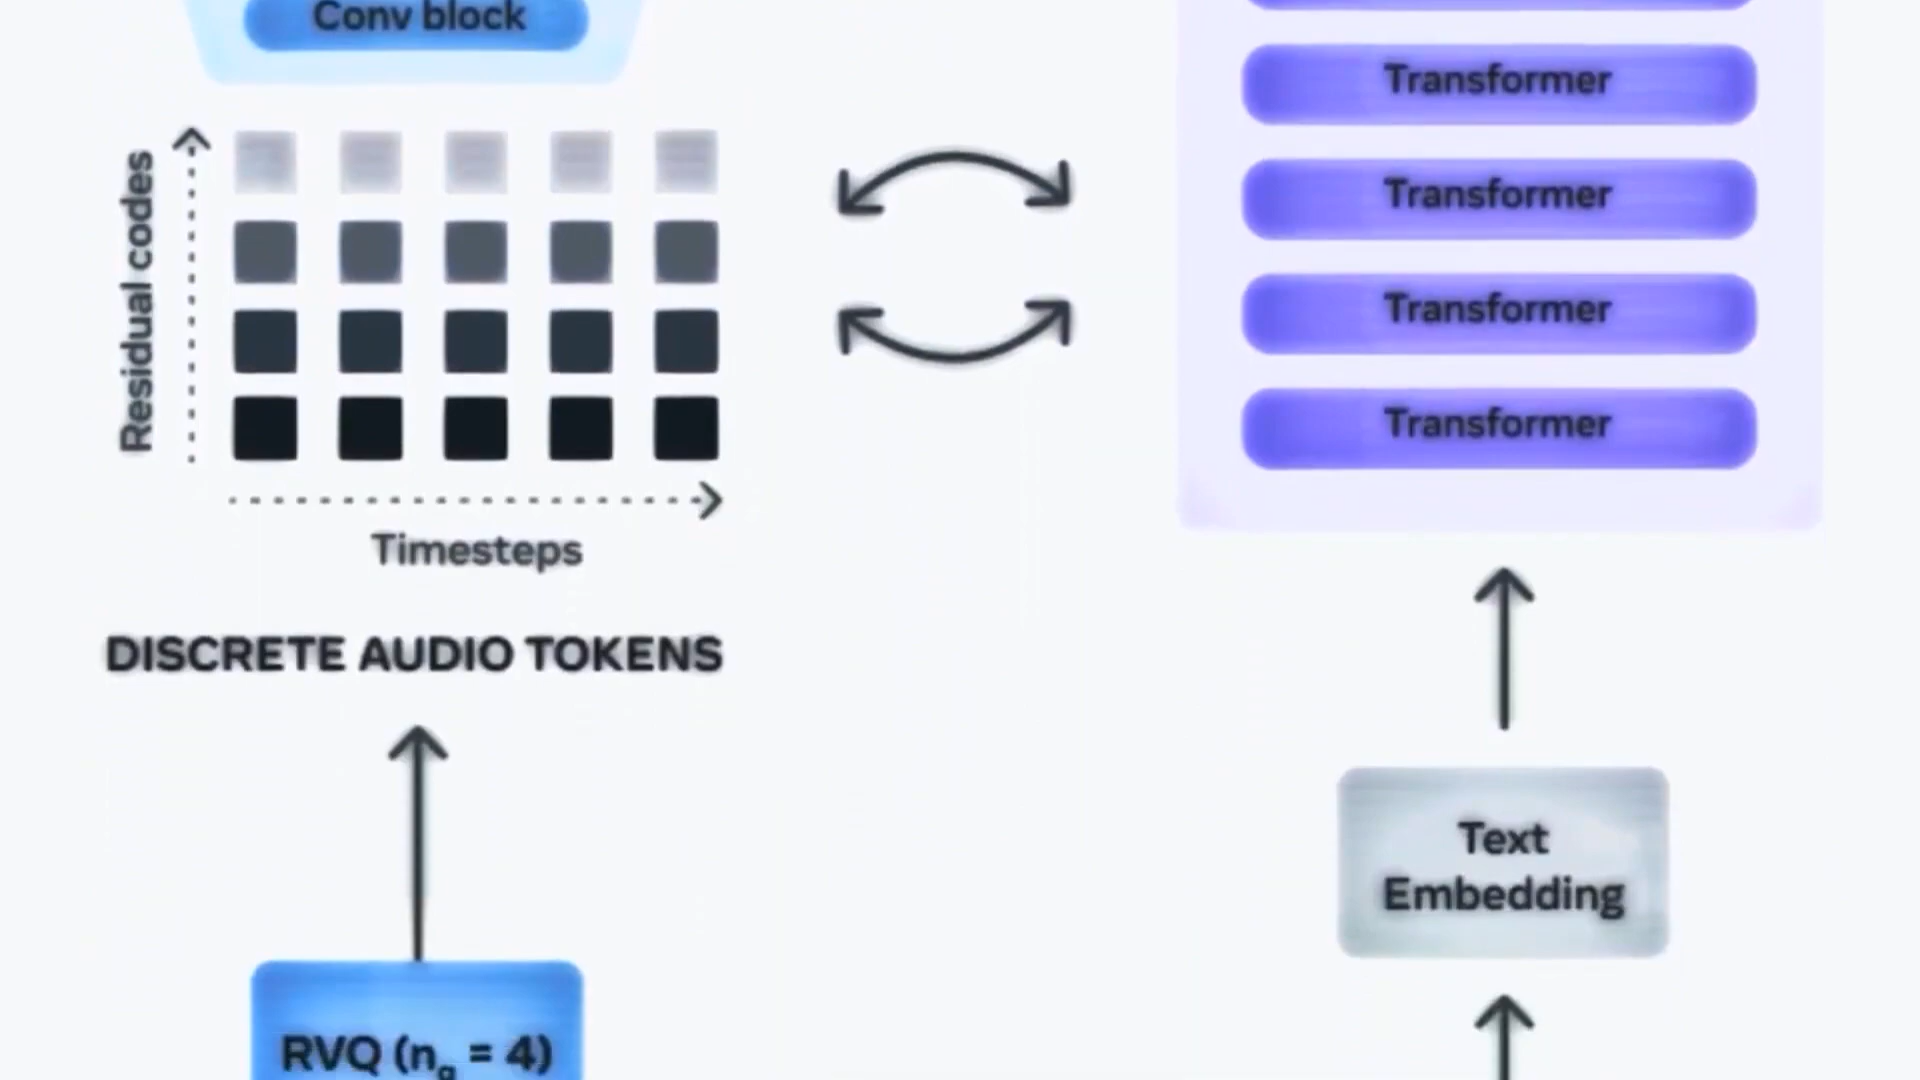 Conv block
Residual codes
Timesteps
DISCRETE AUDIO TOKENS
RVQ (nq = 4)
Transformer
Transformer
Transformer
Transformer
Text
Embedding